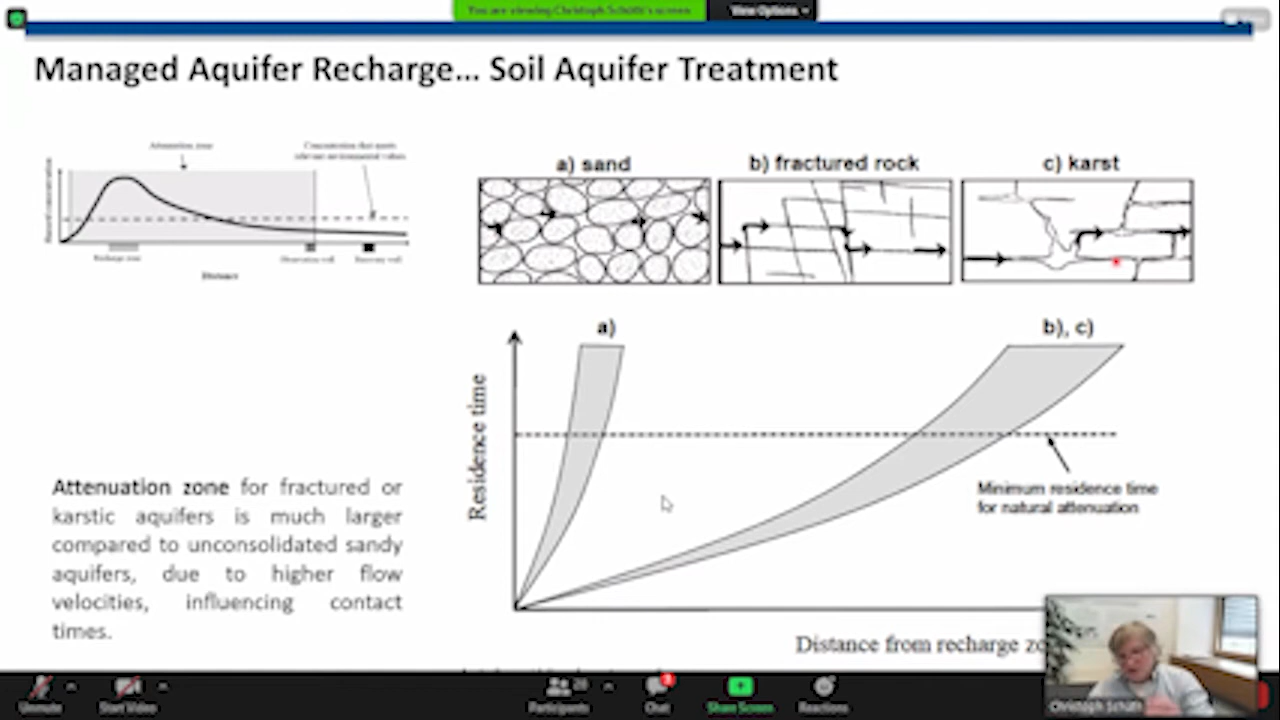 You are viewing Christoph Schüth's screen
View Options
Managed Aquifer Recharge... Soil Aquifer Treatment
Attenuation zone
Concentration that meets
relevant environmental values
Recharge zone
Observation well
Recovery well
Distance
a) sand
b) fractured rock
c) karst
a)
b), c)
Residence time
Minimum residence time
for natural attenuation
Distance from recharge
Attenuation zone for fractured or
karstic aquifers is much larger
compared to unconsolidated sandy
aquifers, due to higher flow
velocities, influencing contact
times.
Christoph Schüth
Unmute
Start Video
Participants
28
Chat
3
Share Screen
Reactions